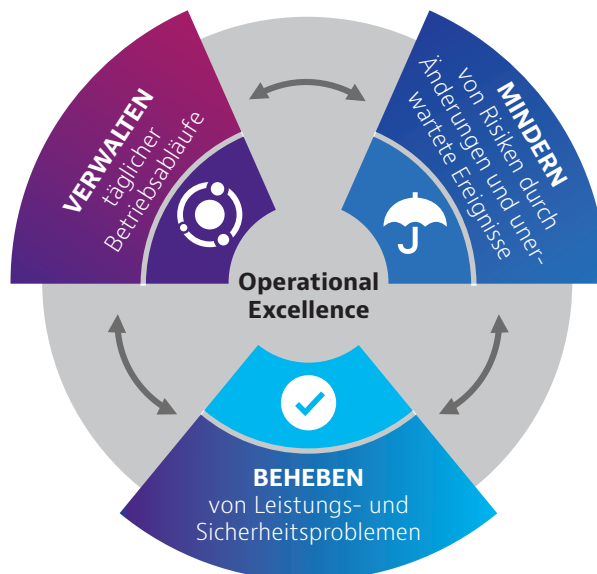 VERWALTEN
täglicher
Betriebsabläufe
MINDERN
von Risiken durch
Änderungen und uner-
wartete Ereignisse
Operational
Excellence
BEHEBEN
von Leistungs- und
Sicherheitsproblemen